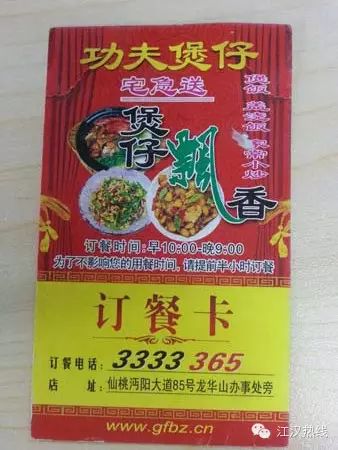 功夫煲仔
宅急送
煲饭 蒸笼饭 家常小炒
煲仔飘香
订餐时间:早10:00-晚9:00
为了不影响您的用餐时间,请提前半小时订餐
订餐卡
订餐电话:3333 365
店 址:仙桃沔阳大道85号龙华山办事处旁
www.gfbz.cn
江汉热线